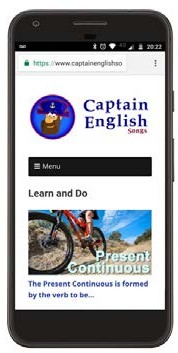 20:22
https://www.captainenglishso
Captain
English
Songs
Menu
Learn and Do
Present
Continuous
The Present Continuous is formed
by the verb to be...